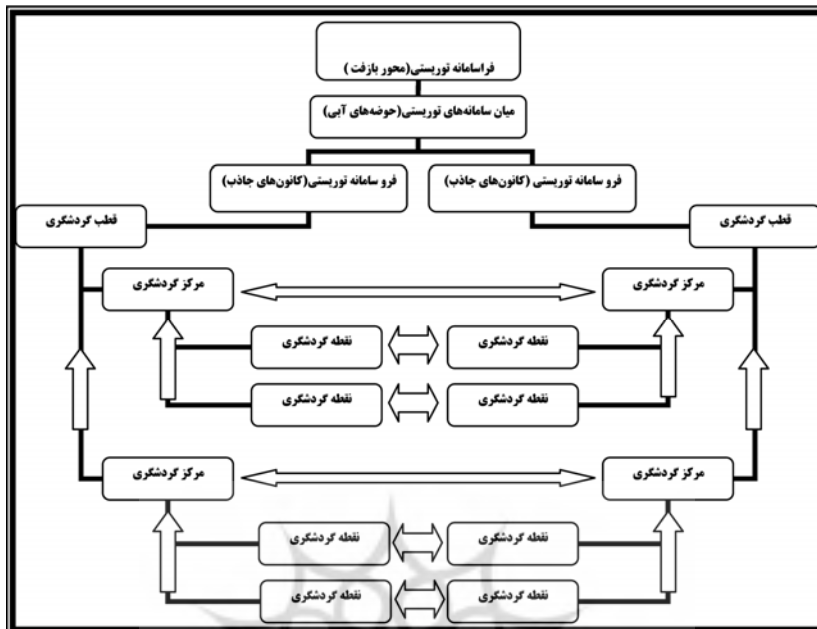 فراسامانه توریستی(محور بازفت )
میان سامانه‌های توریستی(حوضه‌های آبی)
فرو سامانه توریستی (کانون‌های جاذب)
فرو سامانه توریستی(کانون‌های جاذب)
قطب گردشگری
قطب گردشگری
مرکز گردشگری
مرکز گردشگری
نقطه گردشگری
نقطه گردشگری
نقطه گردشگری
نقطه گردشگری
مرکز گردشگری
مرکز گردشگری
نقطه گردشگری
نقطه گردشگری
نقطه گردشگری
نقطه گردشگری